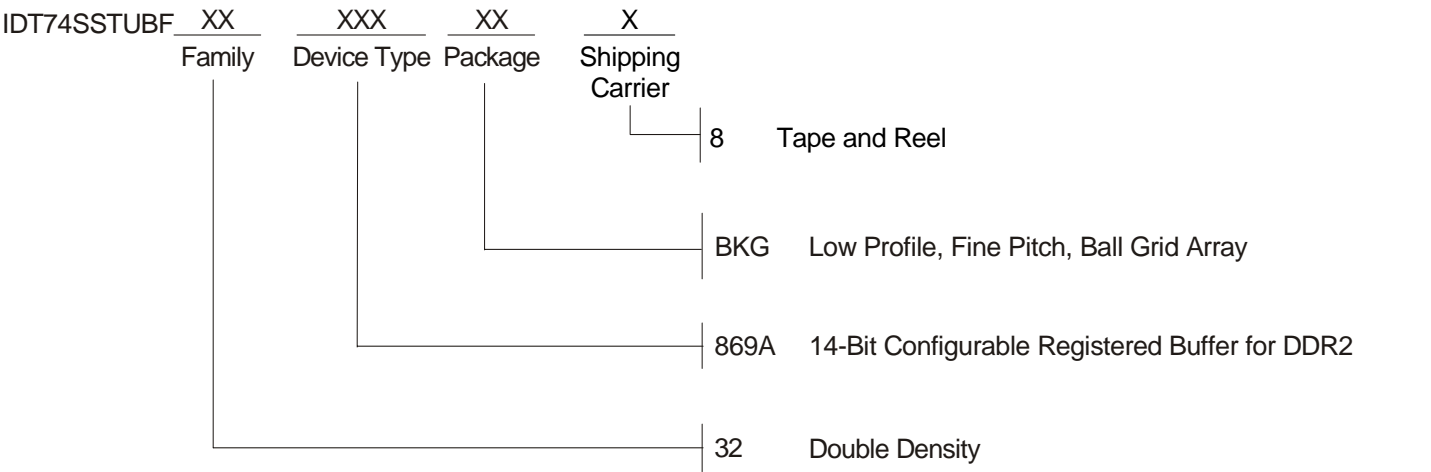 IDT74SSTUBF XX XXX XX X
Family Device Type Package Shipping
Carrier
8 Tape and Reel
BKG Low Profile, Fine Pitch, Ball Grid Array
869A 14-Bit Configurable Registered Buffer for DDR2
32 Double Density